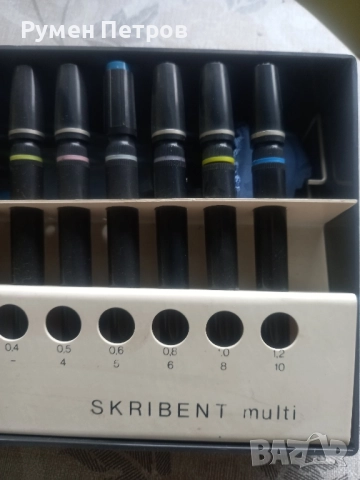 Румен Петров
0,4 0,5 0,6 0,8 1,0 1,2
– 4 5 6 8 10
SKRIBENT multi
BAZAR